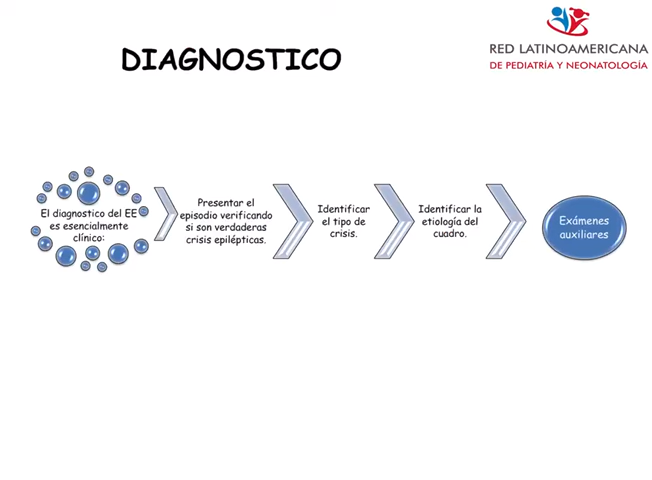 DIAGNOSTICO
RED LATINOAMERICANA
DE PEDIATRÍA Y NEONATOLOGÍA
El diagnostico del EE
es esencialmente
clínico:
Presentar el
episodio verificando
si son verdaderas
crisis epilépticas.
Identificar
el tipo de
crisis.
Identificar la
etiología del
cuadro.
Exámenes
auxiliares